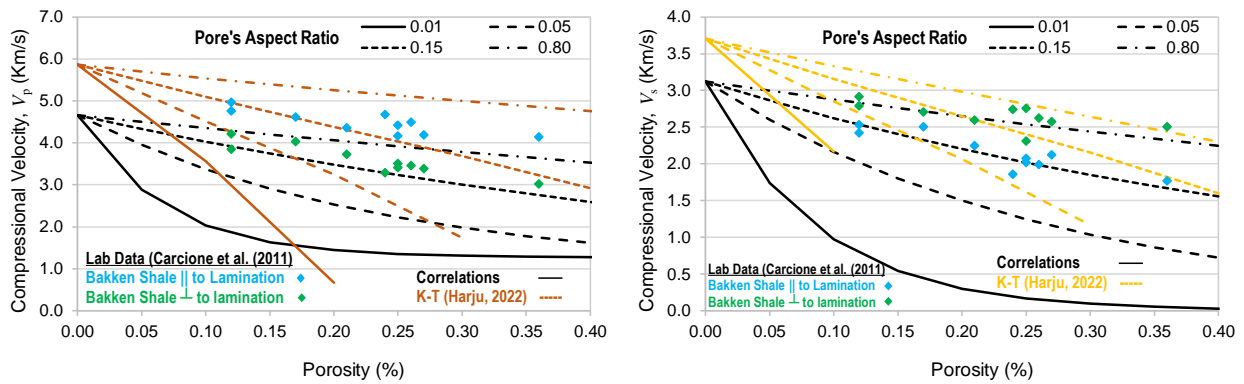 7.0
6.0
5.0
4.0
3.0
2.0
1.0
0.0
Compressional Velocity, Vp (Km/s)
Pore's Aspect Ratio
0.01
0.05
0.15
0.80
Lab Data (Carcione et al. (2011)
Bakken Shale || to Lamination
Bakken Shale ⊥ to lamination
Correlations
K-T (Harju, 2022)
0.00 0.05 0.10 0.15 0.20 0.25 0.30 0.35 0.40
Porosity (%)
4.0
3.5
3.0
2.5
2.0
1.5
1.0
0.5
0.0
Compressional Velocity, Vs (Km/s)
Pore's Aspect Ratio
0.01
0.05
0.15
0.80
Lab Data (Carcione et al. (2011)
Bakken Shale || to Lamination
Bakken Shale ⊥ to lamination
Correlations
K-T (Harju, 2022)
0.00 0.05 0.10 0.15 0.20 0.25 0.30 0.35 0.40
Porosity (%)